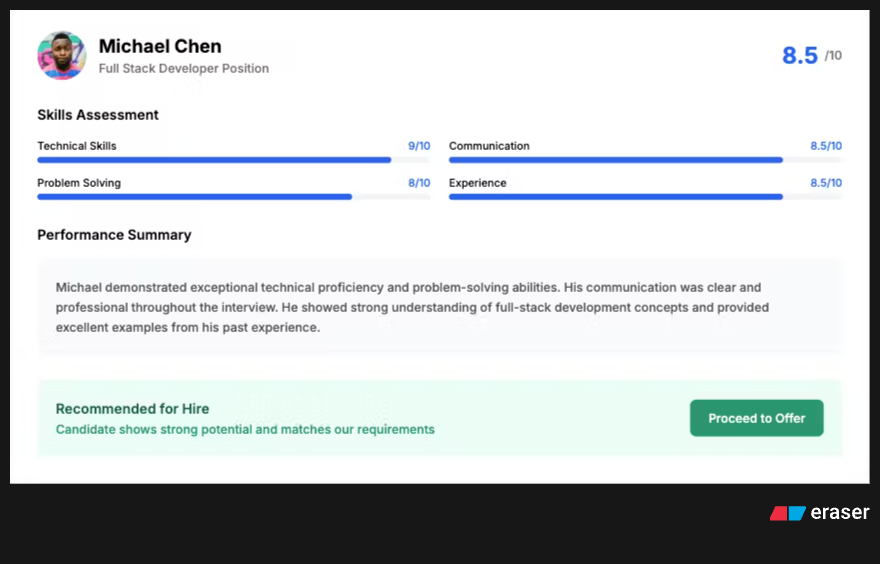 Michael Chen
Full Stack Developer Position
8.5 /10
Skills Assessment
Technical Skills 9/10
Communication 8.5/10
Problem Solving 8/10
Experience 8.5/10
Performance Summary
Michael demonstrated exceptional technical proficiency and problem-solving abilities. His communication was clear and
professional throughout the interview. He showed strong understanding of full-stack development concepts and provided
excellent examples from his past experience.
Recommended for Hire
Candidate shows strong potential and matches our requirements
Proceed to Offer
eraser